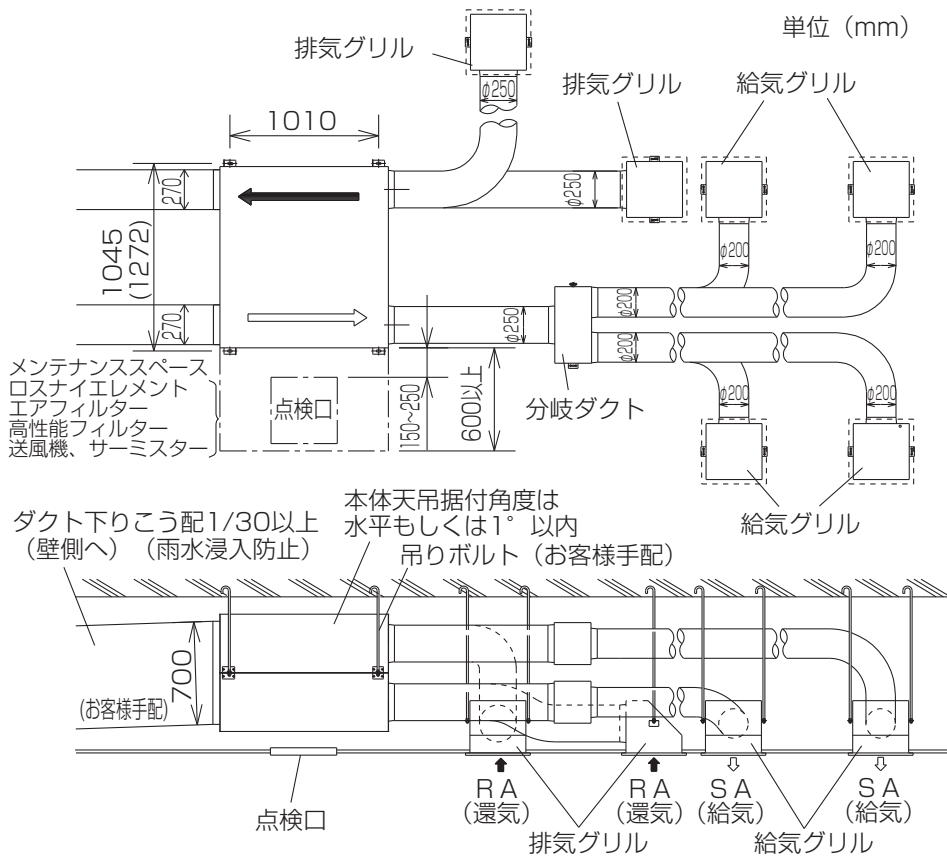 単位（mm）
排気グリル
排気グリル
給気グリル
φ250
1010
270
φ250
φ200
φ200
1045
(1272)
270
φ250
φ200
φ200
φ200
φ200
メンテナンススペース
ロスナイエレメント
エアフィルター
高性能フィルター
送風機、サーミスター
点検口
150~250
600以上
分岐ダクト
給気グリル
ダクト下りこう配1/30以上
（壁側へ）（雨水浸入防止）
本体天吊据付角度は
水平もしくは1°以内
吊りボルト（お客様手配）
700
(お客様手配)
点検口
RA
(還気)
RA
(還気)
SA
(給気)
SA
(給気)
排気グリル
給気グリル